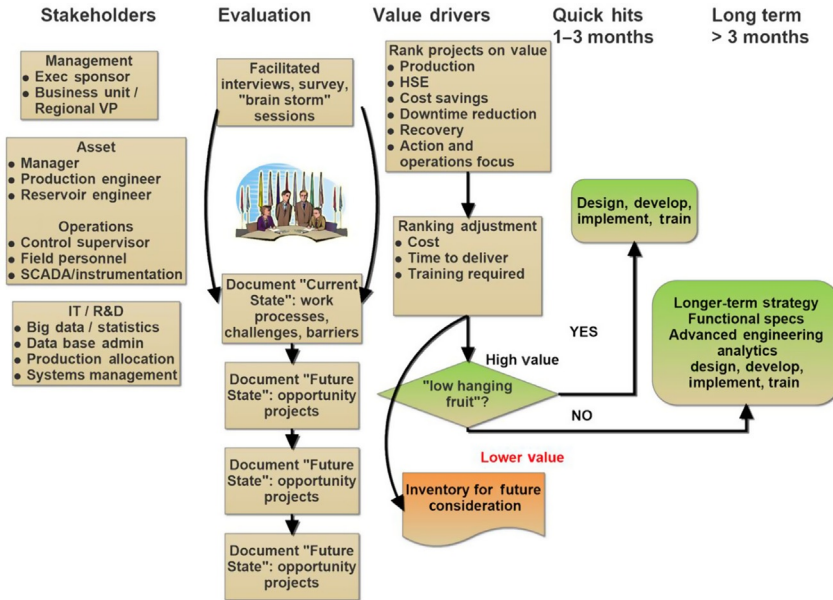 Stakeholders
Management
● Exec sponsor
● Business unit /
Regional VP
Asset
● Manager
● Production engineer
● Reservoir engineer
Operations
● Control supervisor
● Field personnel
● SCADA/instrumentation
IT / R&D
● Big data / statistics
● Data base admin
● Production allocation
● Systems management
Evaluation
Facilitated
interviews, survey,
"brain storm"
sessions
Document "Current
State": work
processes,
challenges, barriers
Document "Future
State": opportunity
projects
Document "Future
State": opportunity
projects
Document "Future
State": opportunity
projects
Value drivers
Rank projects on value
● Production
● HSE
● Cost savings
● Downtime reduction
● Recovery
● Action and
operations focus
Ranking adjustment
● Cost
● Time to deliver
● Training required
High value
"low hanging
fruit"?
YES
NO
Lower value
Inventory for future
consideration
Quick hits
1–3 months
Design, develop,
implement, train
Long term
> 3 months
Longer-term strategy
Functional specs
Advanced engineering
analytics
design, develop,
implement, train